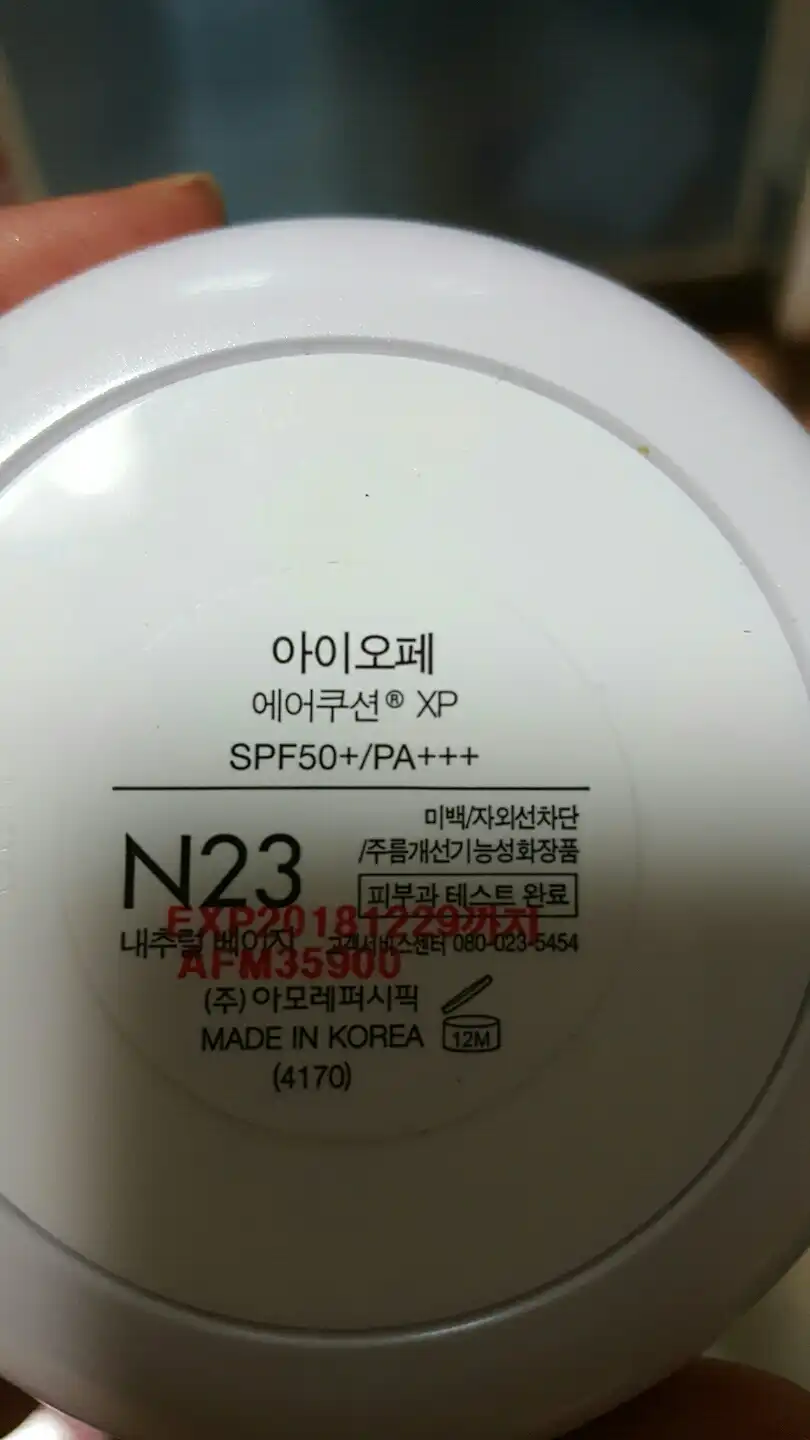 아이오페
에어쿠션® XP
SPF50+/PA+++
미백/자외선차단
/주름개선기능성화장품
N23
피부과 테스트 완료
EXP20181229까지
내추럴 베이지
고객서비스센터 080-023-5454
AFM35900
(주) 아모레퍼시픽
MADE IN KOREA
12M
(4170)